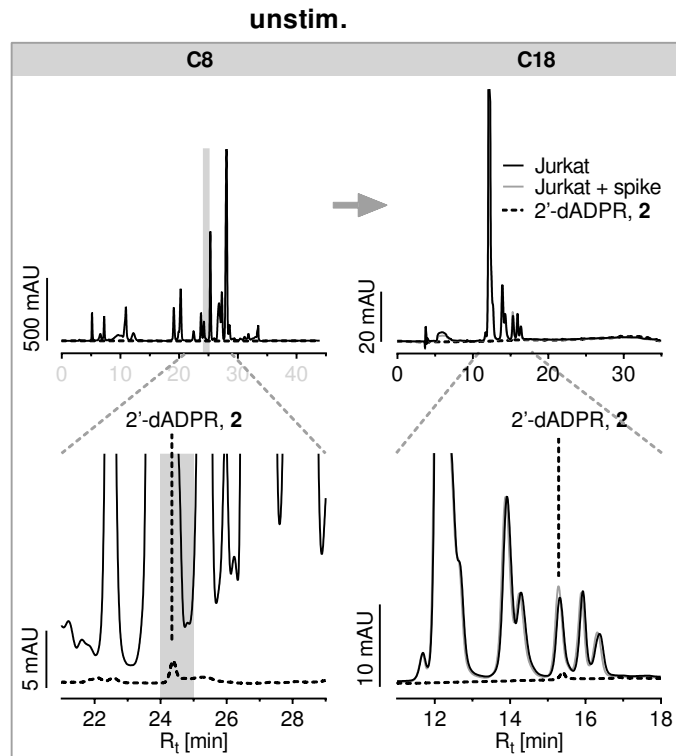 unstim.
C8 C18
Jurkat
Jurkat + spike
2'-dADPR, 2
500 mAU
20 mAU
0 10 20 30 40
0 10 20 30
2'-dADPR, 2
2'-dADPR, 2
5 mAU
10 mAU
22 24 26 28
12 14 16 18
Rt [min]
Rt [min]